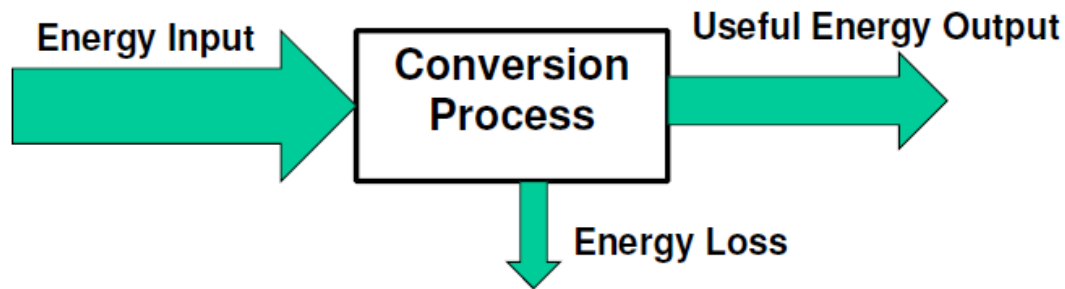 Energy Input
Conversion
Process
Useful Energy Output
Energy Loss